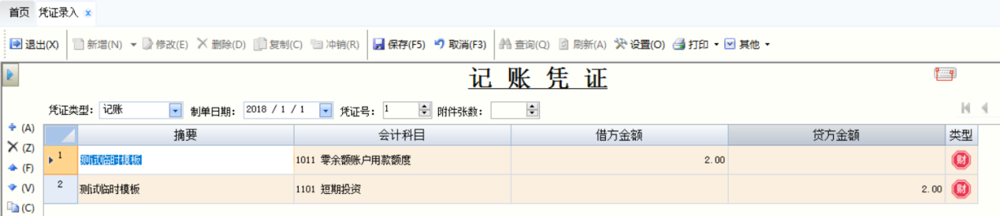 首页 凭证录入 x
退出(X) 新增(N) 修改(E) 删除(D) 复制(C) 冲销(R) 保存(F5) 取消(F3) 查询(Q) 刷新(A) 设置(O) 打印 其他
记 账 凭 证
凭证类型: 记账 制单日期: 2018 / 1 / 1 凭证号: 1 附件张数:
(A)
(Z)
(F)
(V)
(C)
摘要 会计科目 借方金额 贷方金额 类型
1 测试临时模板 1011 零余额账户用款额度 2.00 财
2 测试临时模板 1101 短期投资 2.00 财